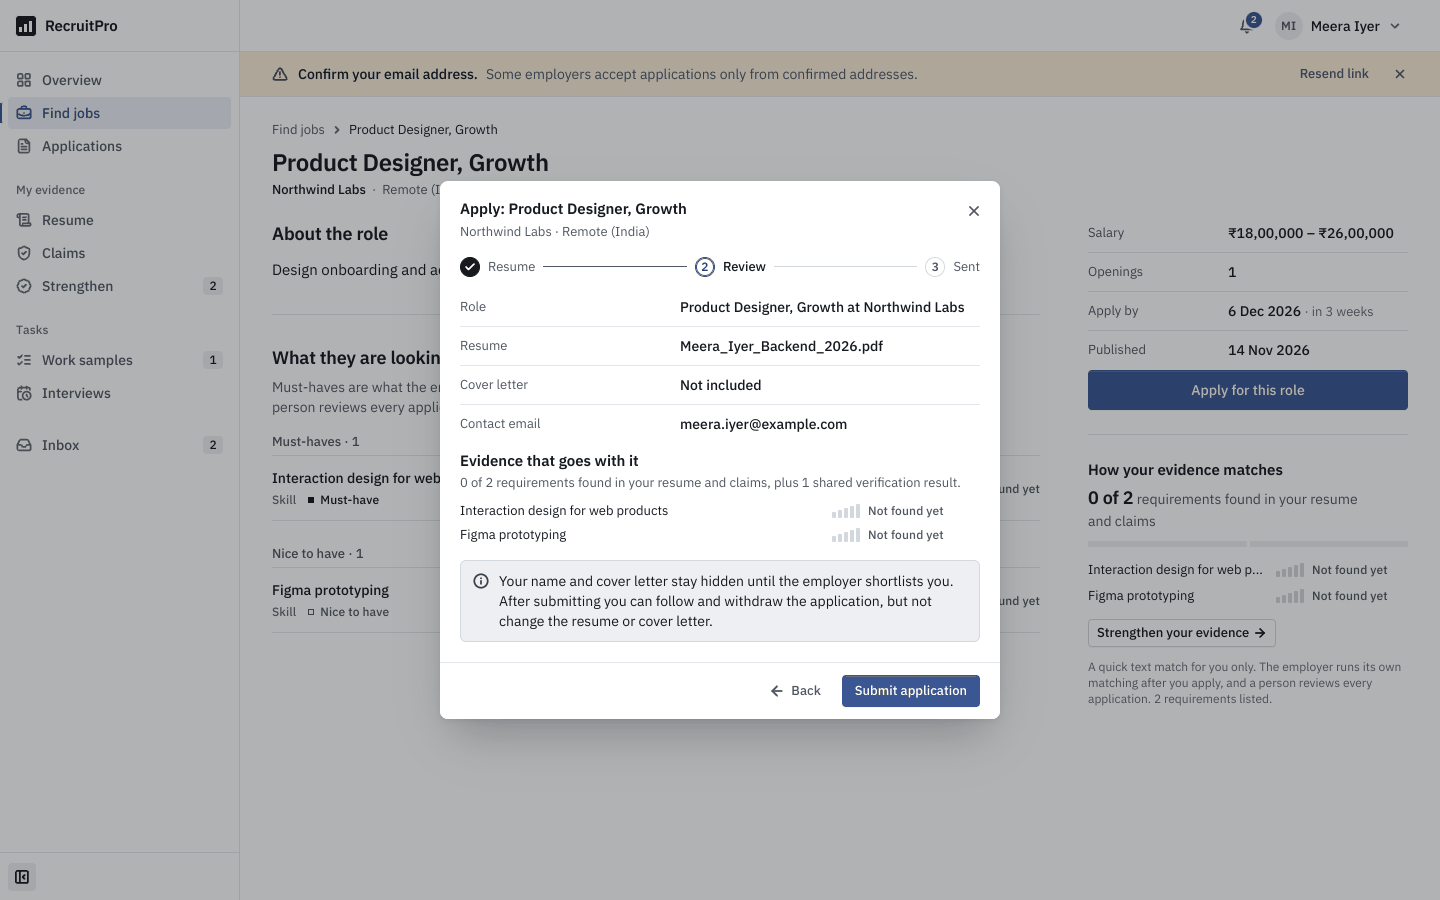 RecruitPro
2
MI
Meera Iyer
Overview
Find jobs
Applications
My evidence
Resume
Claims
Strengthen 2
Tasks
Work samples 1
Interviews
Inbox 2
Confirm your email address. Some employers accept applications only from confirmed addresses.
Resend link
Find jobs > Product Designer, Growth
Product Designer, Growth
Northwind Labs · Remote
About the role
Design onboarding and
What they are
Must-haves are what the
person reviews every
Must-haves · 1
Interaction design for web
Skill Must-have
Nice to have · 1
Figma prototyping
Skill Nice to have
Apply: Product Designer, Growth
Northwind Labs · Remote (India)
Resume
2 Review
3 Sent
Role Product Designer, Growth at Northwind Labs
Resume Meera_Iyer_Backend_2026.pdf
Cover letter Not included
Contact email meera.iyer@example.com
Evidence that goes with it
0 of 2 requirements found in your resume and claims, plus 1 shared verification result.
Interaction design for web products Not found yet
Figma prototyping Not found yet
Your name and cover letter stay hidden until the employer shortlists you.
After submitting you can follow and withdraw the application, but not
change the resume or cover letter.
Back
Submit application
yet
yet
Salary ₹18,00,000 – ₹26,00,000
Openings 1
Apply by 6 Dec 2026 · in 3 weeks
Published 14 Nov 2026
Apply for this role
How your evidence matches
0 of 2 requirements found in your resume
and claims
Interaction design for web p... Not found yet
Figma prototyping Not found yet
Strengthen your evidence →
A quick text match for you only. The employer runs its own
matching after you apply, and a person reviews every
application. 2 requirements listed.